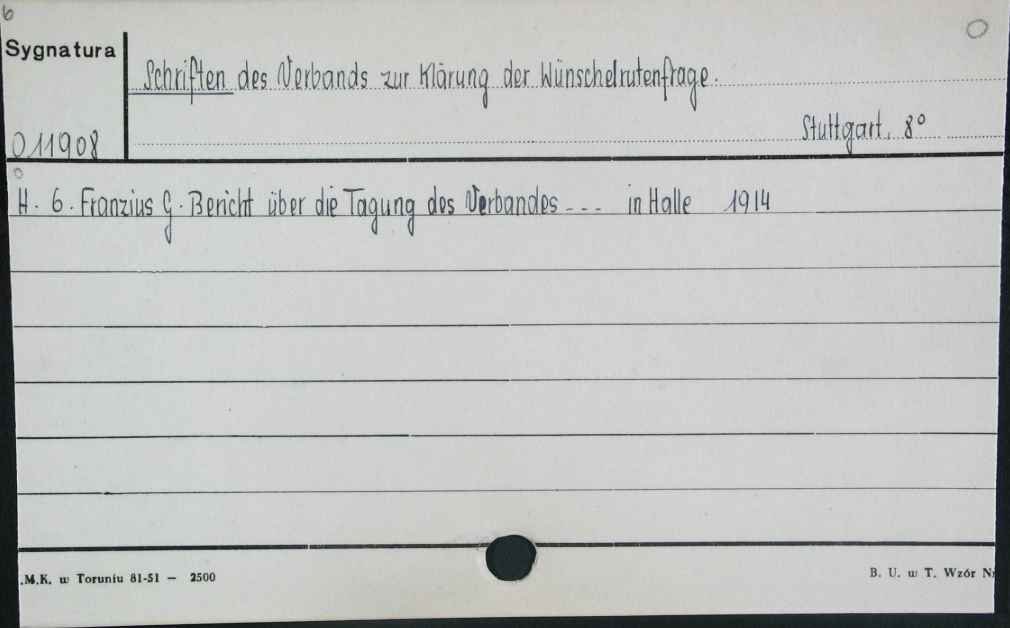 6
Sygnatura
Schriften des Verbands zur Klärung der Wünschelrutenfrage.
Stuttgart, 8°
011908
H. 6. Franzius G. Bericht über die Tagung des Verbandes --- in Halle 1914
.M.K. w Toruniu 81-51 — 2500
B. U. w T. Wzór Nr